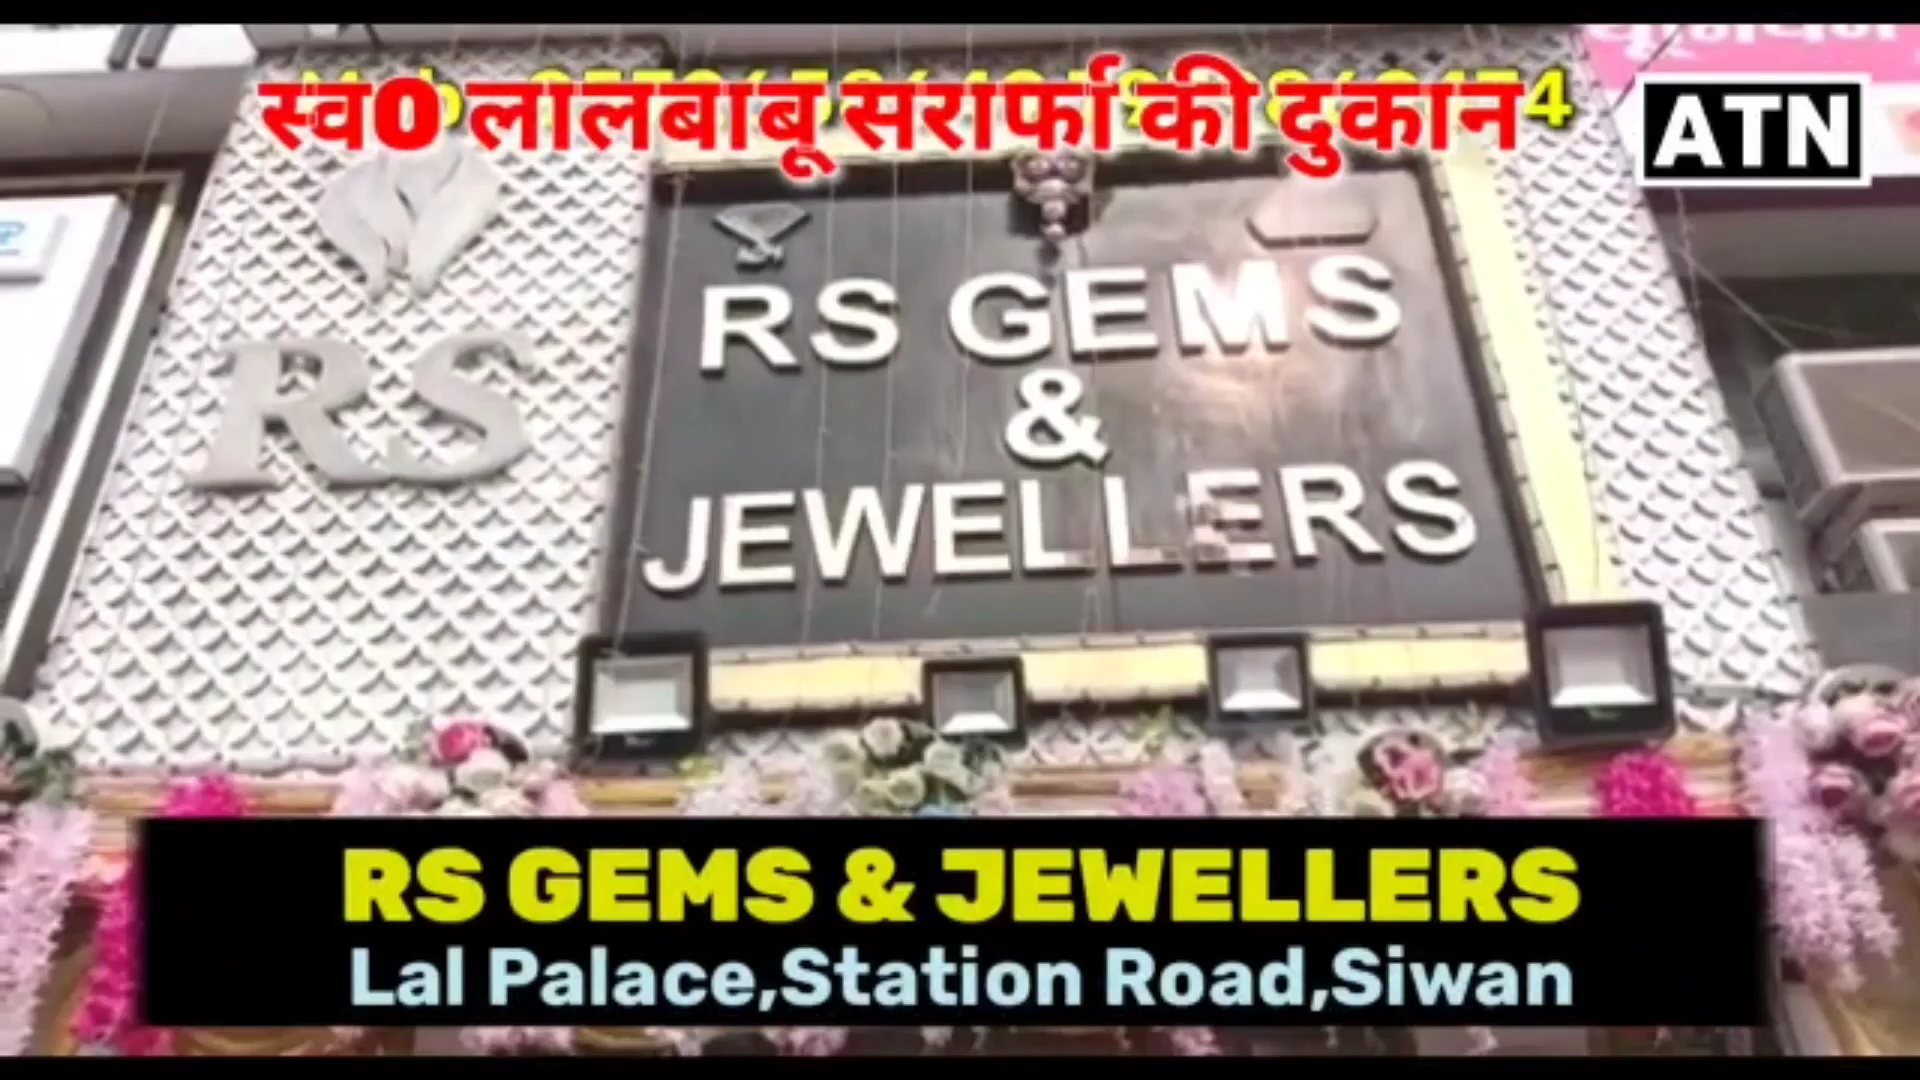 स्व0 लालबाबू सरार्फा की दुकान
ATN
RS
RS GEMS
&
JEWELLERS
RS GEMS & JEWELLERS
Lal Palace,Station Road,Siwan